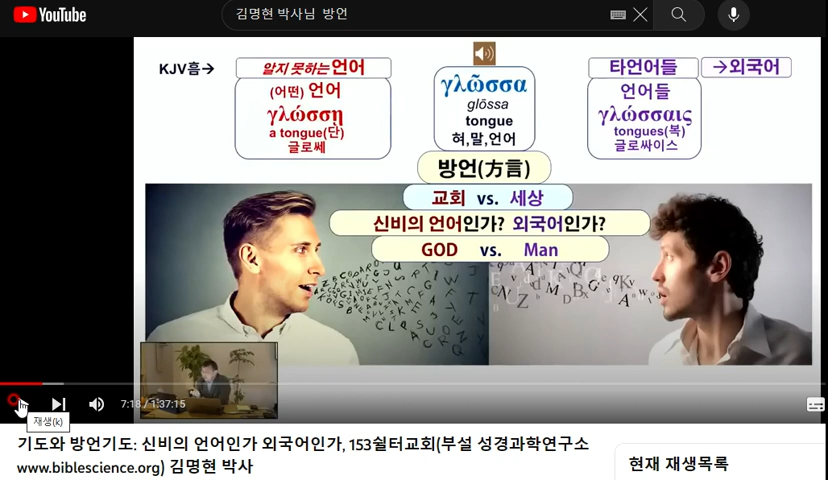 YouTube
김명현 박사님 방언
KJV흠→
알지 못하는 언어
(어떤) 언어
γλώσσῃ
a tongue(단)
글로쎄
γλῶσσα
glōssa
tongue
혀,말,언어
타언어들
→외국어
언어들
γλώσσαις
tongues(복)
글로싸이스
방언(方言)
교회 vs. 세상
신비의 언어인가? 외국어인가?
GOD vs. Man
7:18 / 1:37:15
재생(k)
기도와 방언기도: 신비의 언어인가 외국어인가, 153쉴터교회(부설 성경과학연구소
www.biblescience.org) 김명현 박사
현재 재생목록